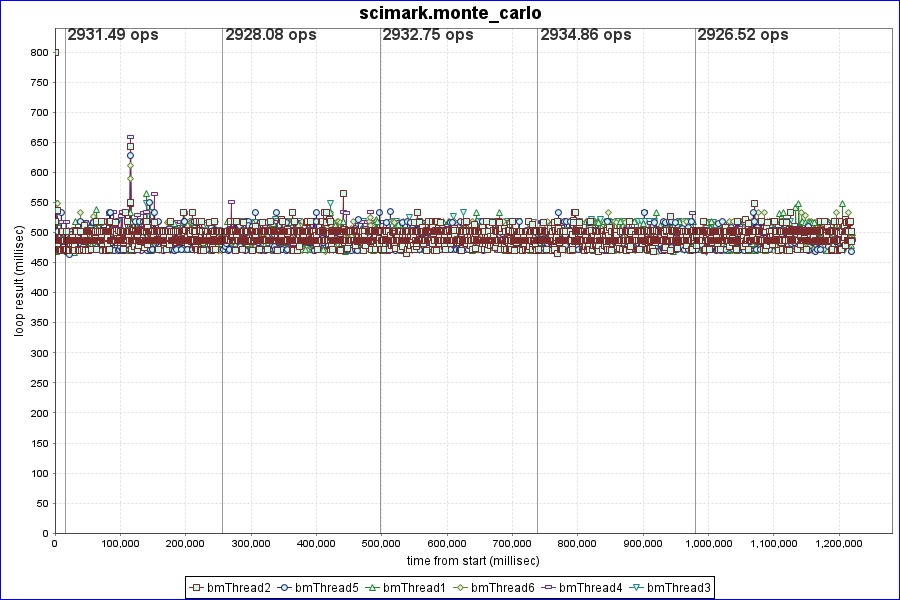 scimark.monte_carlo
2931.49 ops 2928.08 ops 2932.75 ops 2934.86 ops 2926.52 ops
800
750
700
650
600
550
500
450
400
350
300
250
200
150
100
50
0
loop result (millisec)
0 100,000 200,000 300,000 400,000 500,000 600,000 700,000 800,000 900,000 1,000,000 1,100,000 1,200,000
time from start (millisec)
bmThread2 bmThread5 bmThread1 bmThread6 bmThread4 bmThread3